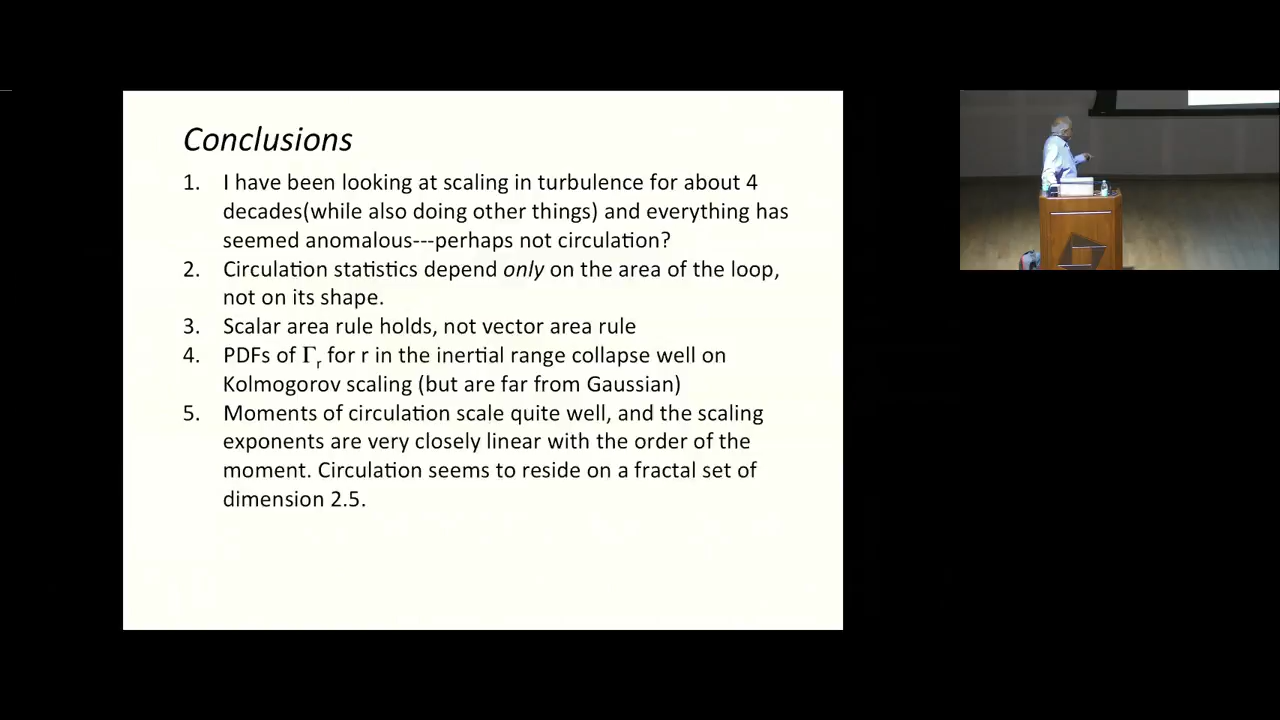 Conclusions
1. I have been looking at scaling in turbulence for about 4
decades(while also doing other things) and everything has
seemed anomalous---perhaps not circulation?
2. Circulation statistics depend only on the area of the loop,
not on its shape.
3. Scalar area rule holds, not vector area rule
4. PDFs of Γr for r in the inertial range collapse well on
Kolmogorov scaling (but are far from Gaussian)
5. Moments of circulation scale quite well, and the scaling
exponents are very closely linear with the order of the
moment. Circulation seems to reside on a fractal set of
dimension 2.5.